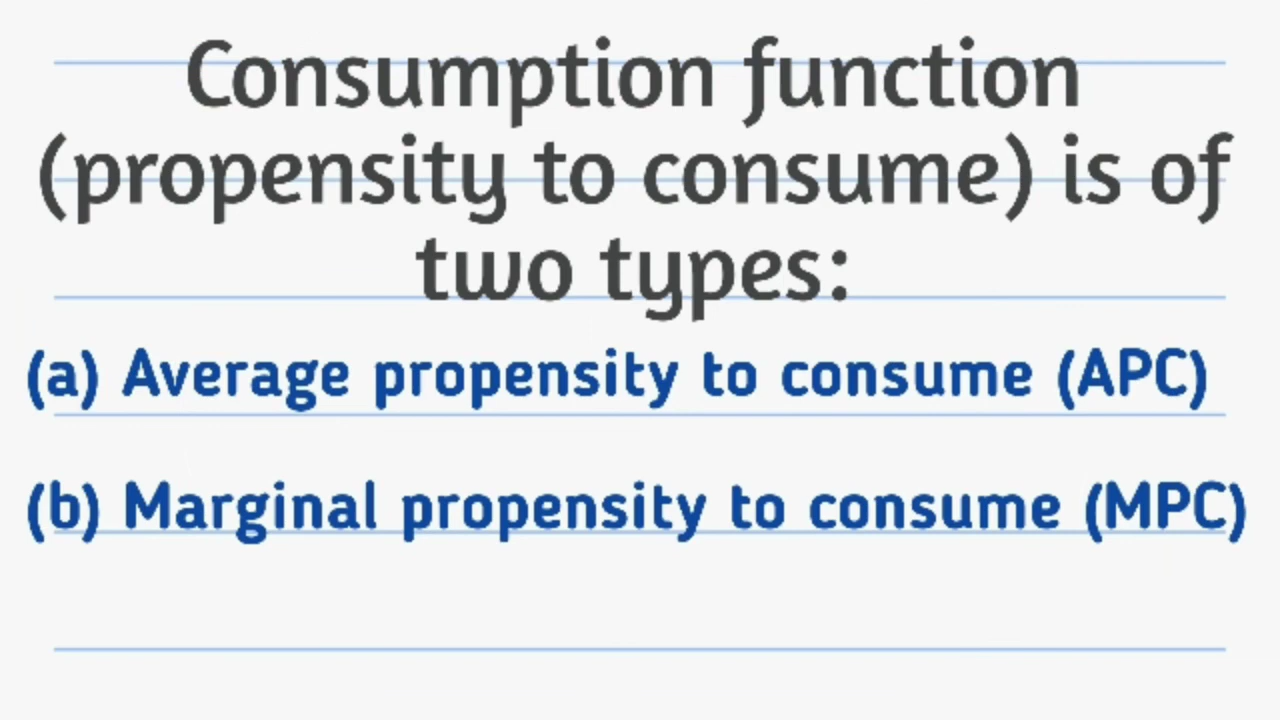 Consumption function
(propensity to consume) is of
two types:
(a) Average propensity to consume (APC)
(b) Marginal propensity to consume (MPC)